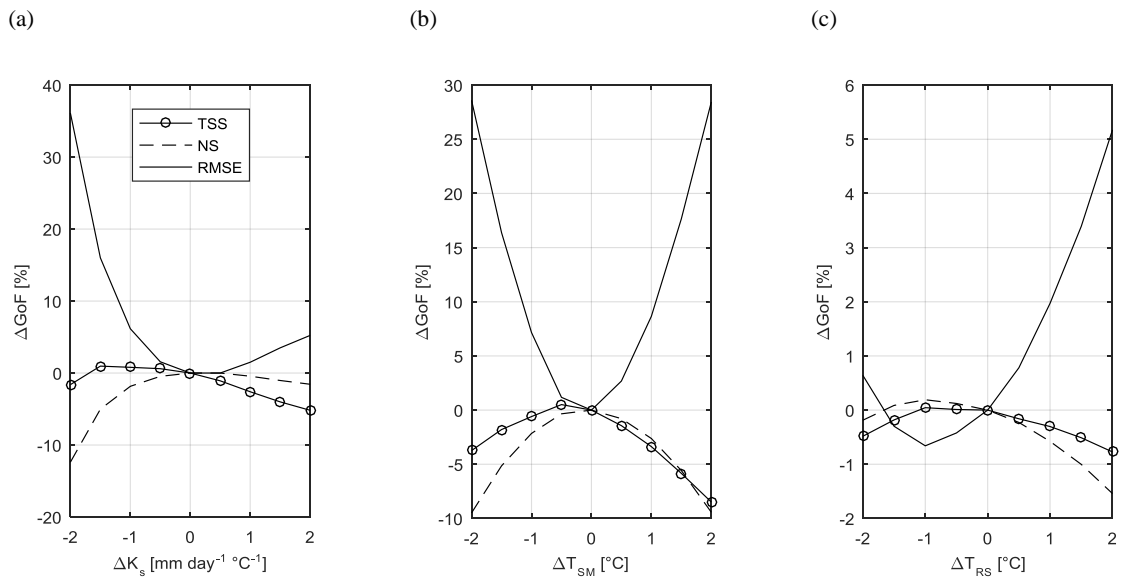 (a)
(b)
(c)
40
30
20
10
0
-10
-20
ΔGoF [%]
TSS
NS
RMSE
-2 -1 0 1 2
ΔKₛ [mm day⁻¹ °C⁻¹]
30
25
20
15
10
5
0
-5
-10
ΔGoF [%]
-2 -1 0 1 2
ΔT_SM [°C]
6
5
4
3
2
1
0
-1
-2
ΔGoF [%]
-2 -1 0 1 2
ΔT_RS [°C]